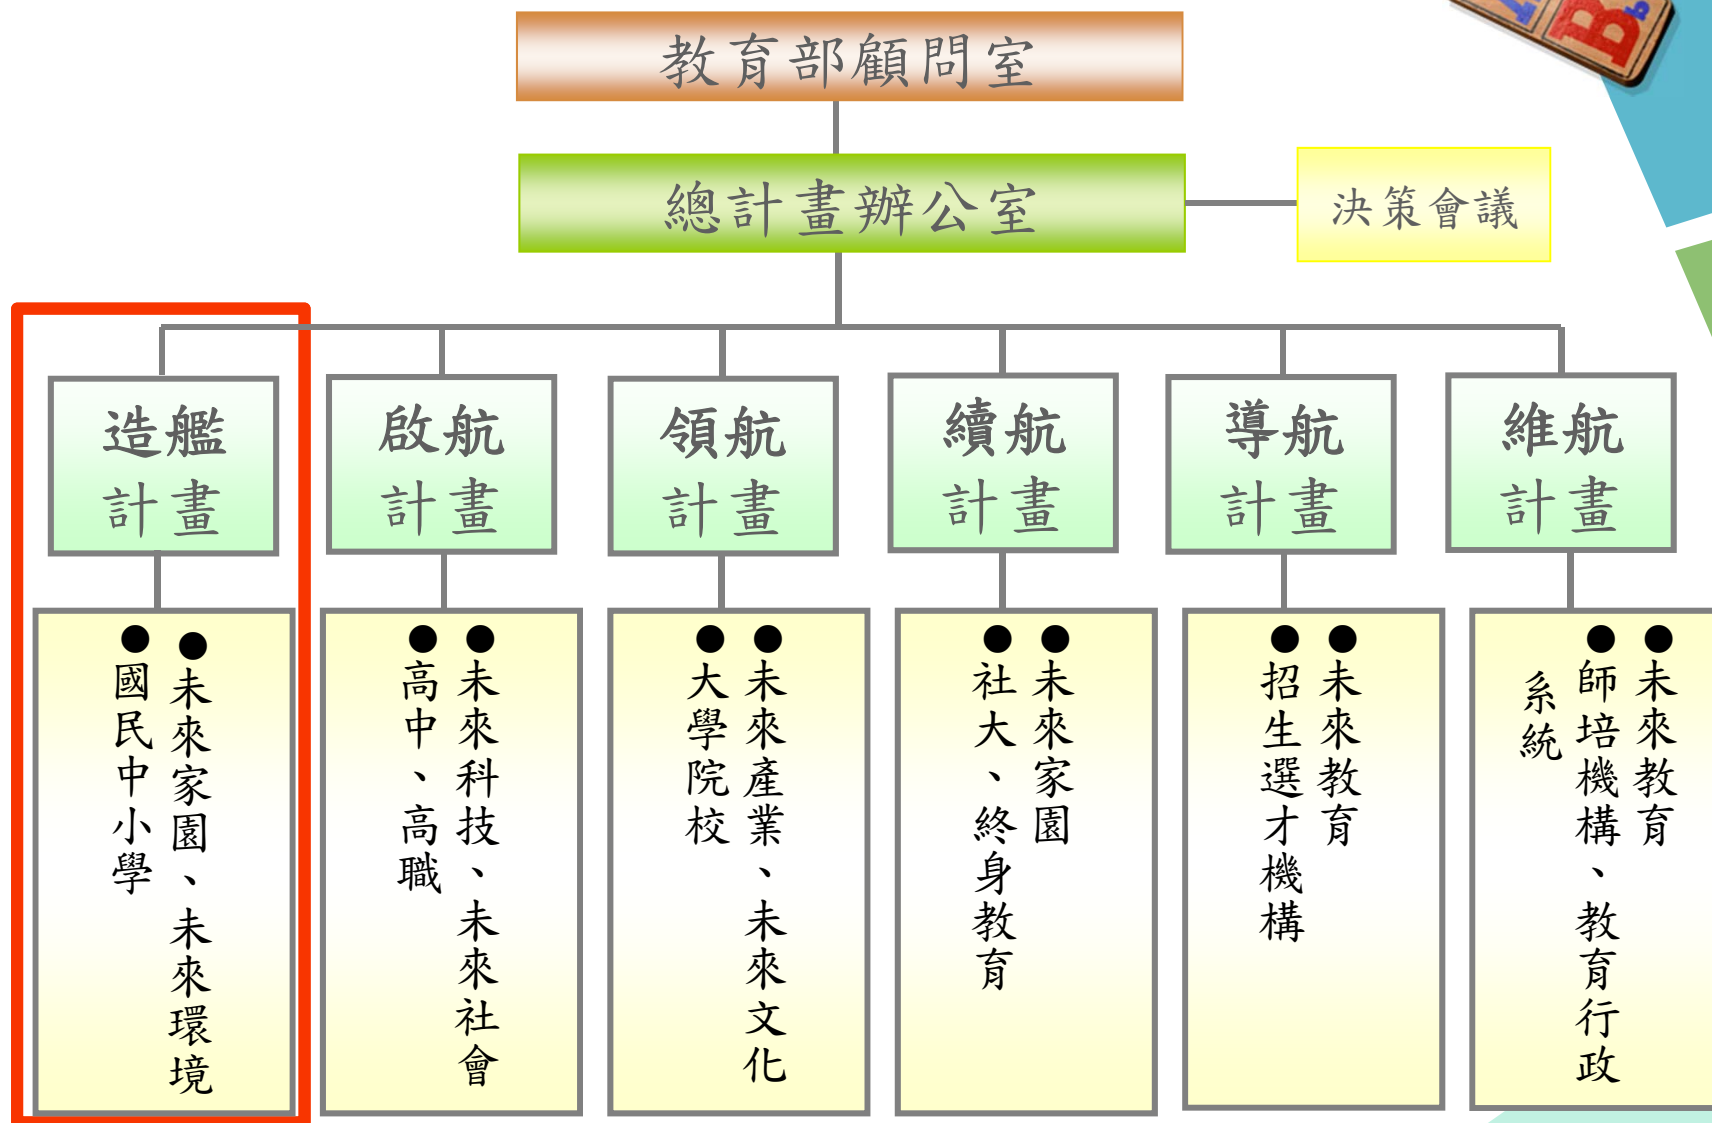 教育部顧問室
總計畫辦公室
決策會議
造艦
計畫
啟航
計畫
領航
計畫
續航
計畫
導航
計畫
維航
計畫
●未來家園、未來環境
●國民中小學
●未來科技、未來社會
●高中、高職
●未來產業、未來文化
●大學院校
●未來家園
●社大、終身教育
●未來教育
●招生選才機構
●未來教育
●師培機構、教育行政
系統
B
b